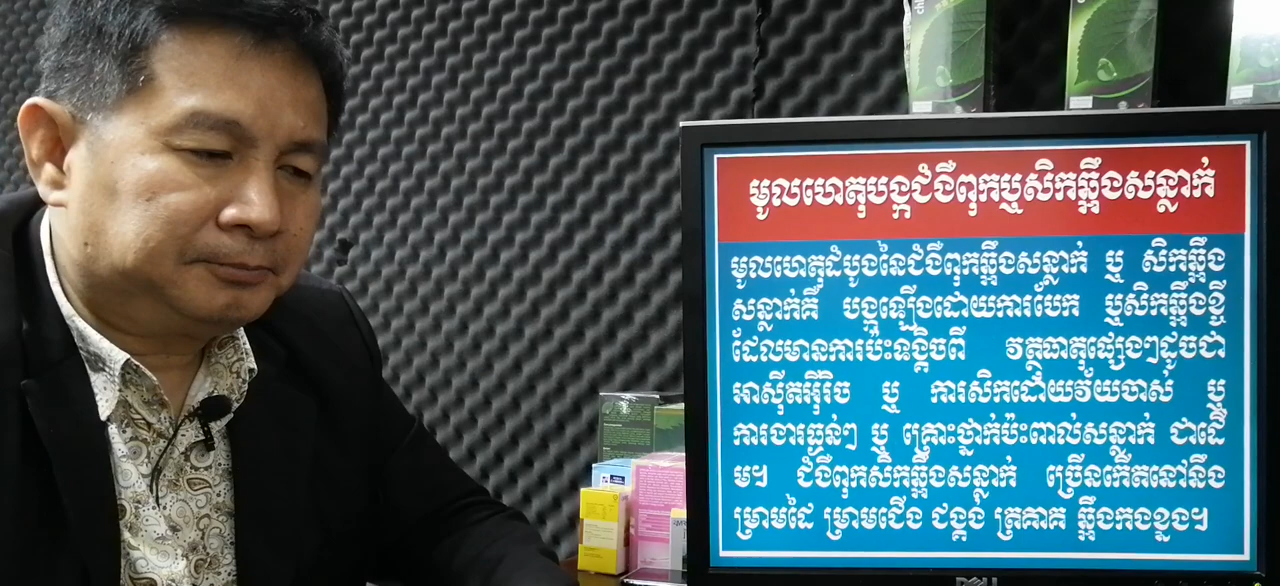 មូលហេតុបង្កជំងឺពុកឬសិកឆ្អឹងសន្លាក់
មូលហេតុដំបូងនៃជំងឺពុកឆ្អឹងសន្លាក់ ឬ សិកឆ្អឹង
សន្លាក់គឺ បង្កឡើងដោយការបែក ឬសិកឆ្អឹងខ្ចី
ដែលមានការប៉ះទង្គិចពី វត្ថុធាតុផ្សេងៗដូចជា
អាស៊ីតអ៊ីរិច ឬ ការសិកដោយវ័យចាស់ ឬ
ការងារធ្ងន់ៗ ឬ គ្រោះថ្នាក់ប៉ះពាល់សន្លាក់ ជាដើ
ម។ ជំងឺពុកសិកឆ្អឹងសន្លាក់ ច្រើនកើតនៅនឹង
ម្រាមដៃ ម្រាមជើង ជង្គង់ ត្រគាគ ឆ្អឹងកងខ្នង។